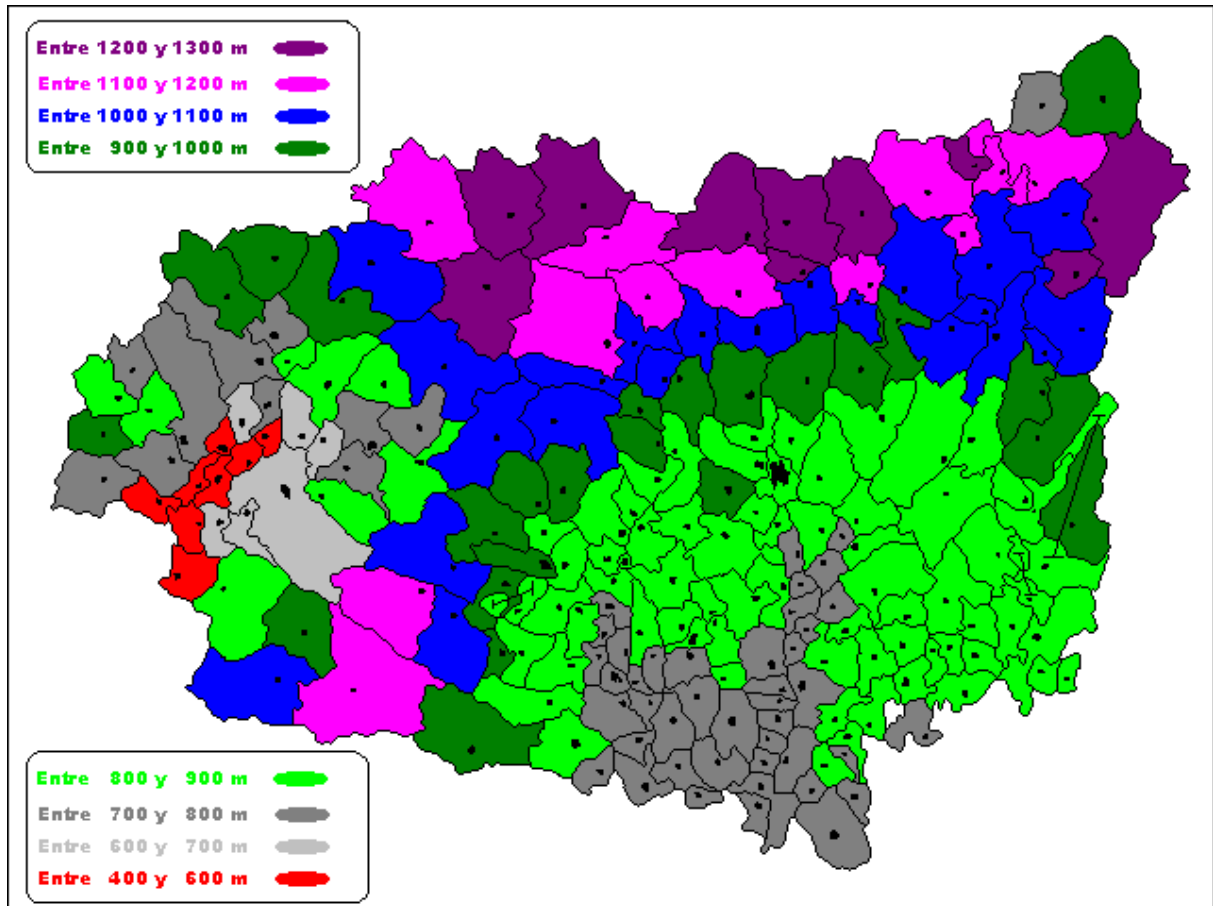 Entre 1200 y 1300 m
Entre 1100 y 1200 m
Entre 1000 y 1100 m
Entre 900 y 1000 m
Entre 800 y 900 m
Entre 700 y 800 m
Entre 600 y 700 m
Entre 400 y 600 m